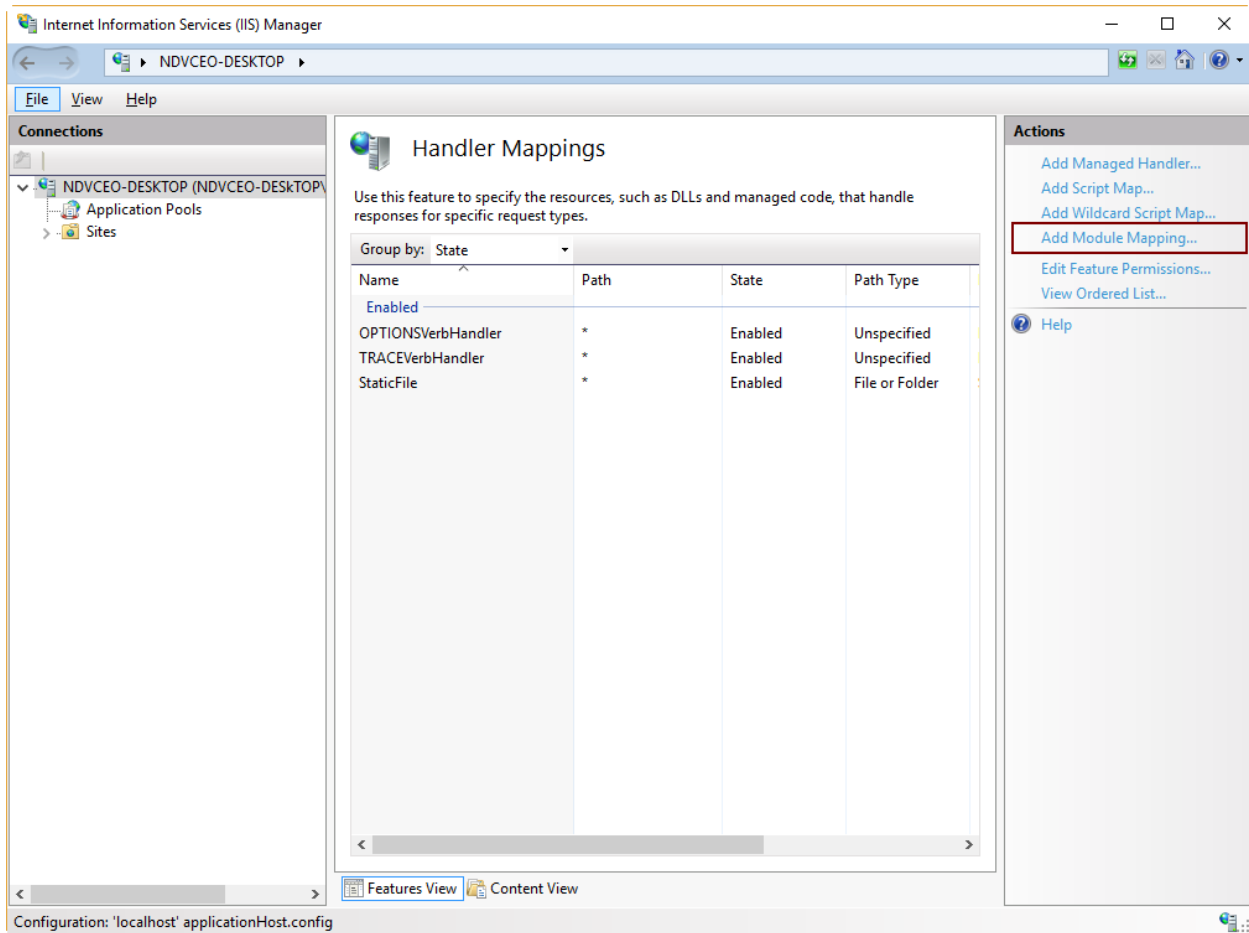 Internet Information Services (IIS) Manager
NDVCEO-DESKTOP
File View Help
Connections
NDVCEO-DESKTOP (NDVCEO-DESkTOP\
Application Pools
Sites
Handler Mappings
Use this feature to specify the resources, such as DLLs and managed code, that handle
responses for specific request types.
Group by: State
Name Path State Path Type
Enabled
OPTIONSVerbHandler * Enabled Unspecified
TRACEVerbHandler * Enabled Unspecified
StaticFile * Enabled File or Folder
Features View Content View
Actions
Add Managed Handler...
Add Script Map...
Add Wildcard Script Map...
Add Module Mapping...
Edit Feature Permissions...
View Ordered List...
Help
Configuration: 'localhost' applicationHost.config